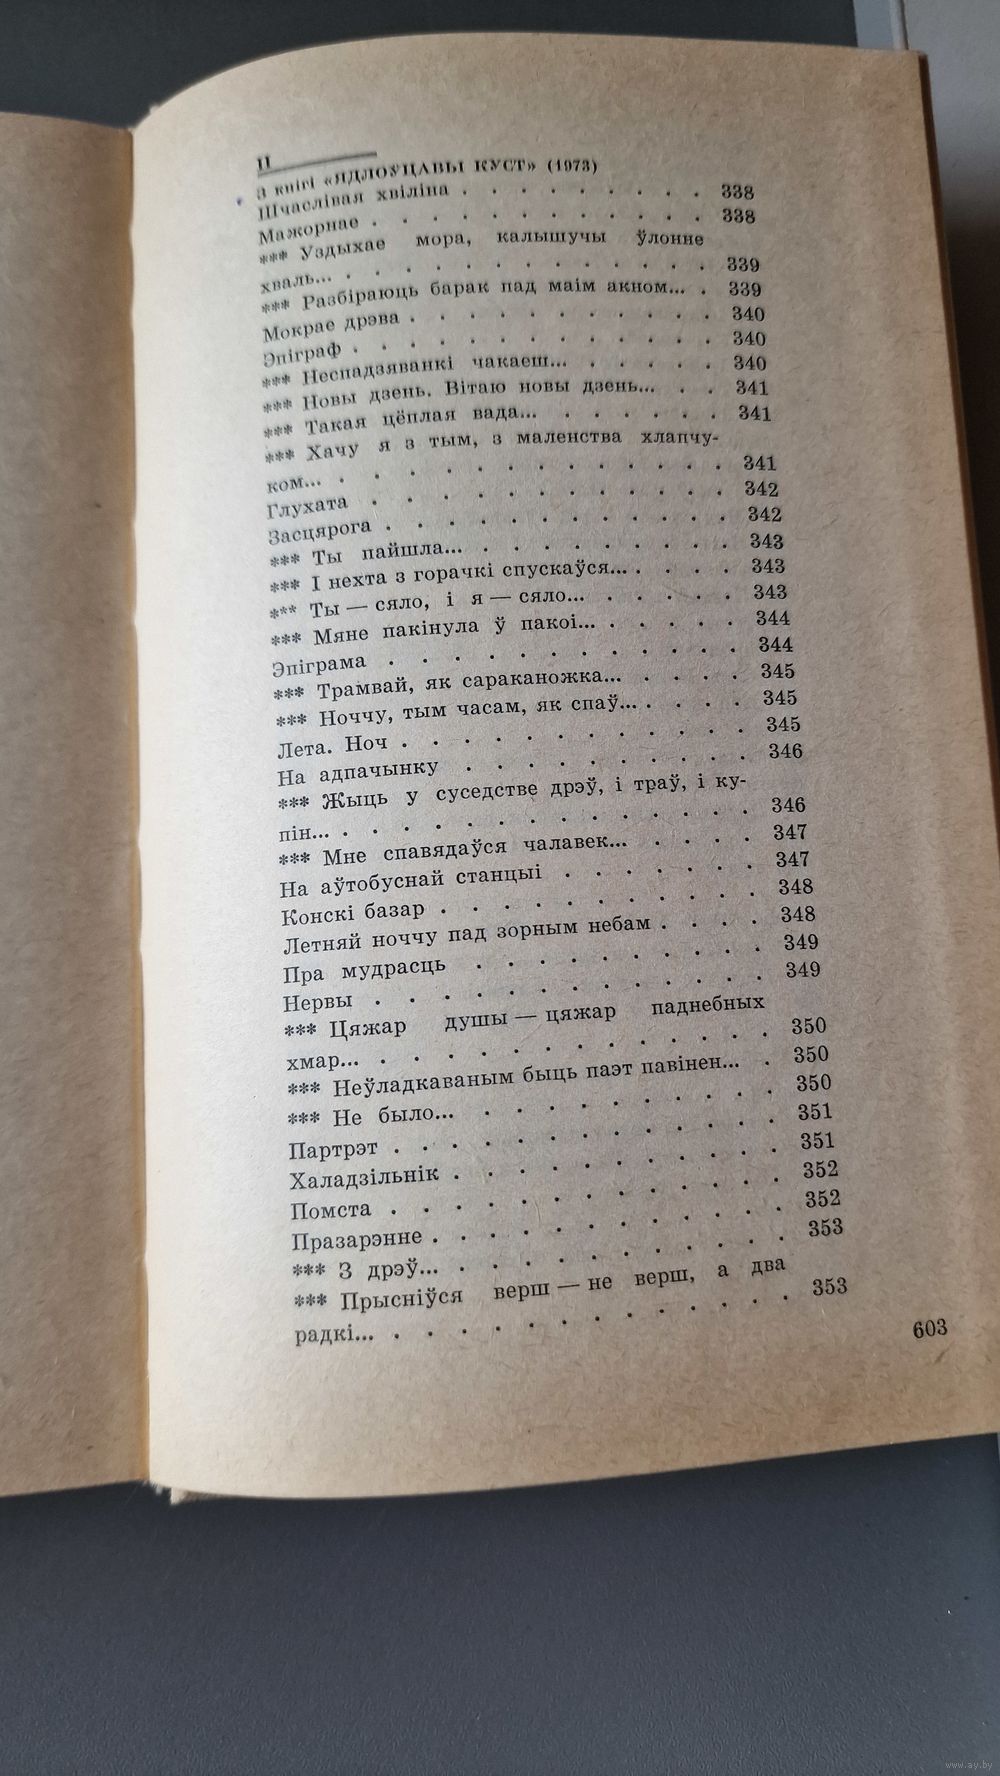 II
З кнігі «ЯДЛОЎЦАВЫ КУСТ» (1973)
Шчаслівая хвіліна . . . . . . . . . 338
Мажорнае . . . . . . . . . . . 338
*** Уздыхае мора, калышучы ўлонне
хваль... . . . . . . . . . . . . 339
*** Разбіраюць барак пад маім акном... . 339
Мокрае дрэва . . . . . . . . . . 340
Эпіграф . . . . . . . . . . . . 340
*** Неспадзяванкі чакаеш... . . . . . 340
*** Новы дзень. Вітаю новы дзень... . . 341
*** Такая цёплая вада... . . . . . . 341
*** Хачу я з тым, з маленства хлапчу-
ком... . . . . . . . . . . . . 341
Глухата . . . . . . . . . . . 342
Засцярога . . . . . . . . . . . 342
*** Ты пайшла... . . . . . . . . . 343
*** І нехта з горачкі спускаўся... . . . . 343
*** Ты — сяло, і я — сяло... . . . . . 343
*** Мяне пакінула ў пакоі... . . . . . 344
Эпіграма . . . . . . . . . . . 344
*** Трамвай, як сараканожка... . . . . 345
*** Ноччу, тым часам, як спаў... . . . . 345
Лета. Ноч . . . . . . . . . . . 345
На адпачынку . . . . . . . . . 346
*** Жыць у суседстве дрэў, і траў, і ку-
пін... . . . . . . . . . . . . . 346
*** Мне спавядаўся чалавек... . . . . 347
На аўтобуснай станцыі . . . . . . . 347
Конскі базар . . . . . . . . . . 348
Летняй ноччу пад зорным небам . . . . 348
Пра мудрасць . . . . . . . . . 349
Нервы . . . . . . . . . . . . 349
*** Цяжар душы — цяжар паднебных
хмар... . . . . . . . . . . . . 350
*** Неўладкаваным быць паэт павінен... . 350
*** Не было... . . . . . . . . . . 350
Партрэт . . . . . . . . . . . . 351
Халадзільнік . . . . . . . . . . 351
Помста . . . . . . . . . . . . 352
Празарэнне . . . . . . . . . . . 352
*** З дрэў... . . . . . . . . . . . 353
*** Прысніўся верш — не верш, а два
радкі... . . . . . . . . . . . . 353
603
www.ay.by